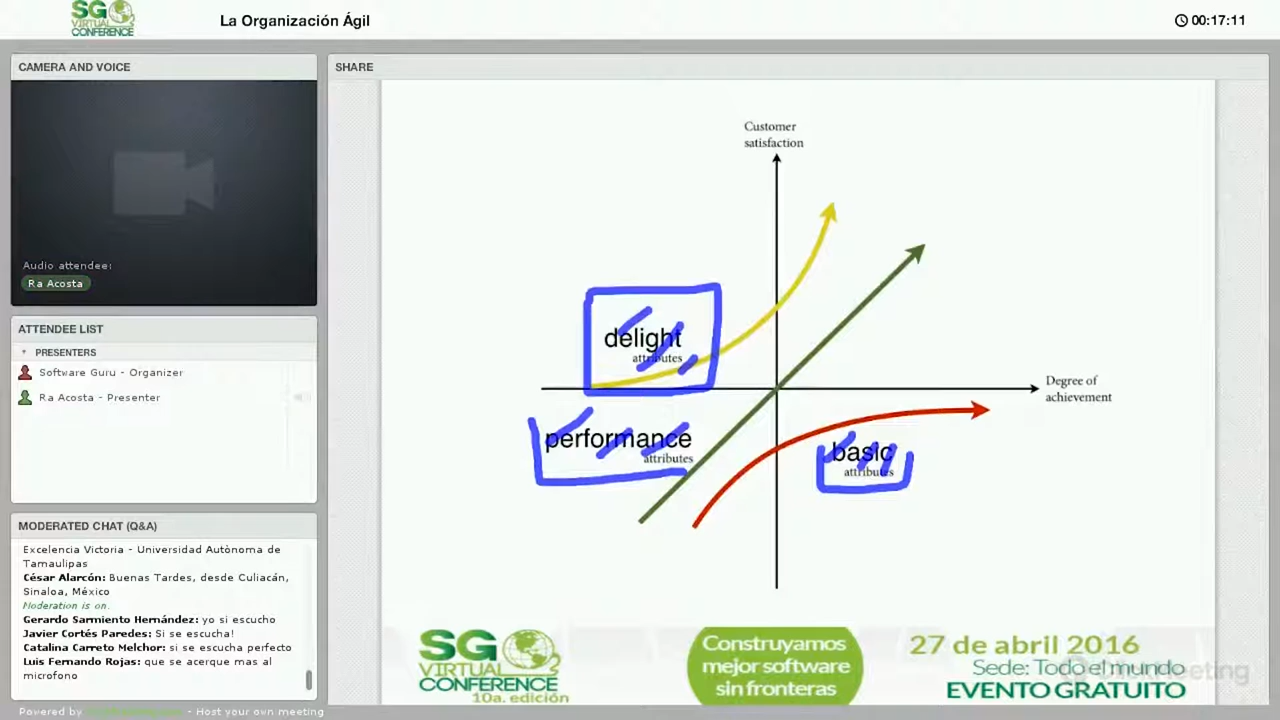 SG
VIRTUAL
CONFERENCE
La Organización Ágil
00:17:11
CAMERA AND VOICE
Audio attendee:
Ra Acosta
ATTENDEE LIST
PRESENTERS
Software Guru - Organizer
Ra Acosta - Presenter
MODERATED CHAT (Q&A)
Excelencia Victoria - Universidad Autònoma de
Tamaulipas
César Alarcón: Buenas Tardes, desde Culiacán,
Sinaloa, México
Moderation is on.
Gerardo Sarmiento Hernández: yo si escucho
Javier Cortés Paredes: Si se escucha!
Catalina Carreto Melchor: si se escucha perfecto
Luis Fernando Rojas: que se acerque mas al
microfono
Powered by
- Host your own meeting
SHARE
Customer
satisfaction
delight
attributes
Degree of
achievement
performance
attributes
basic
attributes
SG
VIRTUAL
CONFERENCE
10a. edición
Construyamos
mejor software
sin fronteras
27 de abril 2016
Sede: Todo el mundo
EVENTO GRATUITO
ClickMeeting